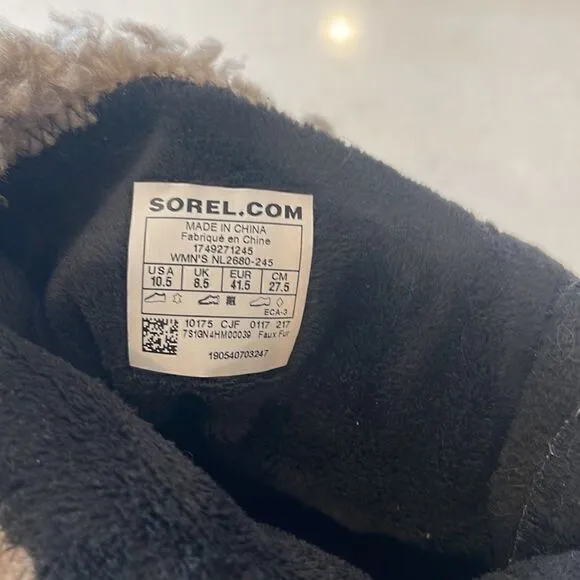 SOREL.COM
MADE IN CHINA
Fabriqué en Chine
1749271245
WMN'S NL2680-245
USA UK EUR CM
10.5 8.5 41.5 27.5
ECA-3
10175 CJF 0117 217
7S1GN4HM00039 Faux Fur
190540703247